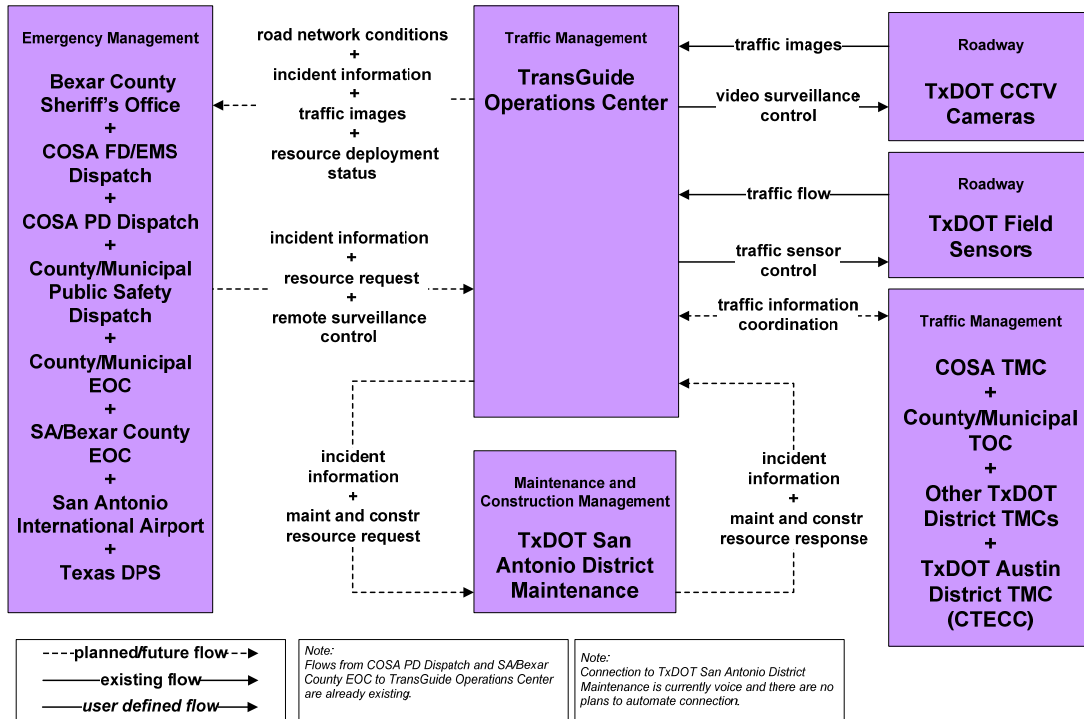 Emergency Management
Bexar County
Sheriff's Office
+
COSA FD/EMS
Dispatch
+
COSA PD Dispatch
+
County/Municipal
Public Safety
Dispatch
+
County/Municipal
EOC
+
SA/Bexar County
EOC
+
San Antonio
International Airport
+
Texas DPS
road network conditions
+
incident information
+
traffic images
+
resource deployment
status
incident information
+
resource request
+
remote surveillance
control
Traffic Management
TransGuide
Operations Center
traffic images
video surveillance
control
traffic flow
traffic sensor
control
traffic information
coordination
Roadway
TxDOT CCTV
Cameras
Roadway
TxDOT Field
Sensors
Traffic Management
COSA TMC
+
County/Municipal
TOC
+
Other TxDOT
District TMCs
+
TxDOT Austin
District TMC
(CTECC)
incident
information
+
maint and constr
resource request
Maintenance and
Construction Management
TxDOT San
Antonio District
Maintenance
incident
information
+
maint and constr
resource response
planned/future flow
existing flow
user defined flow
Note:
Flows from COSA PD Dispatch and SA/Bexar
County EOC to TransGuide Operations Center
are already existing.
Note:
Connection to TxDOT San Antonio District
Maintenance is currently voice and there are no
plans to automate connection.